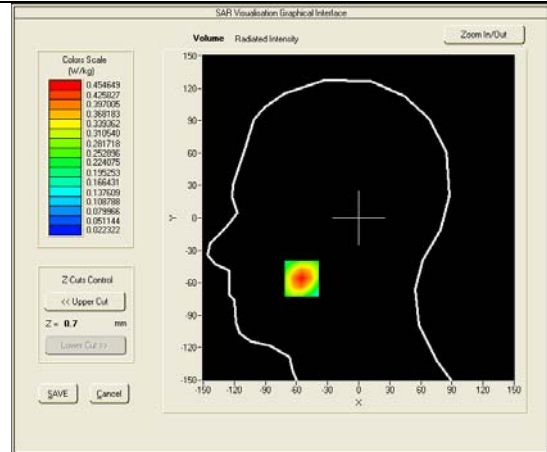 SAR Visualisation Graphical Interface
Volume Radiated Intensity
Zoom In/Out
Colors Scale
(W/kg)
0.454649
0.425827
0.397005
0.368183
0.339362
0.310540
0.281718
0.252896
0.224075
0.195253
0.166431
0.137609
0.108788
0.079966
0.051144
0.022322
Z Cuts Control
<< Upper Cut
Z = 0.7 mm
Lower Cut >>
SAVE Cancel
150-
120-
90-
60-
30-
0-
-30-
-60-
-90-
-120-
-150-
Y
-150 -120 -90 -60 -30 0 30 60 90 120 150
X